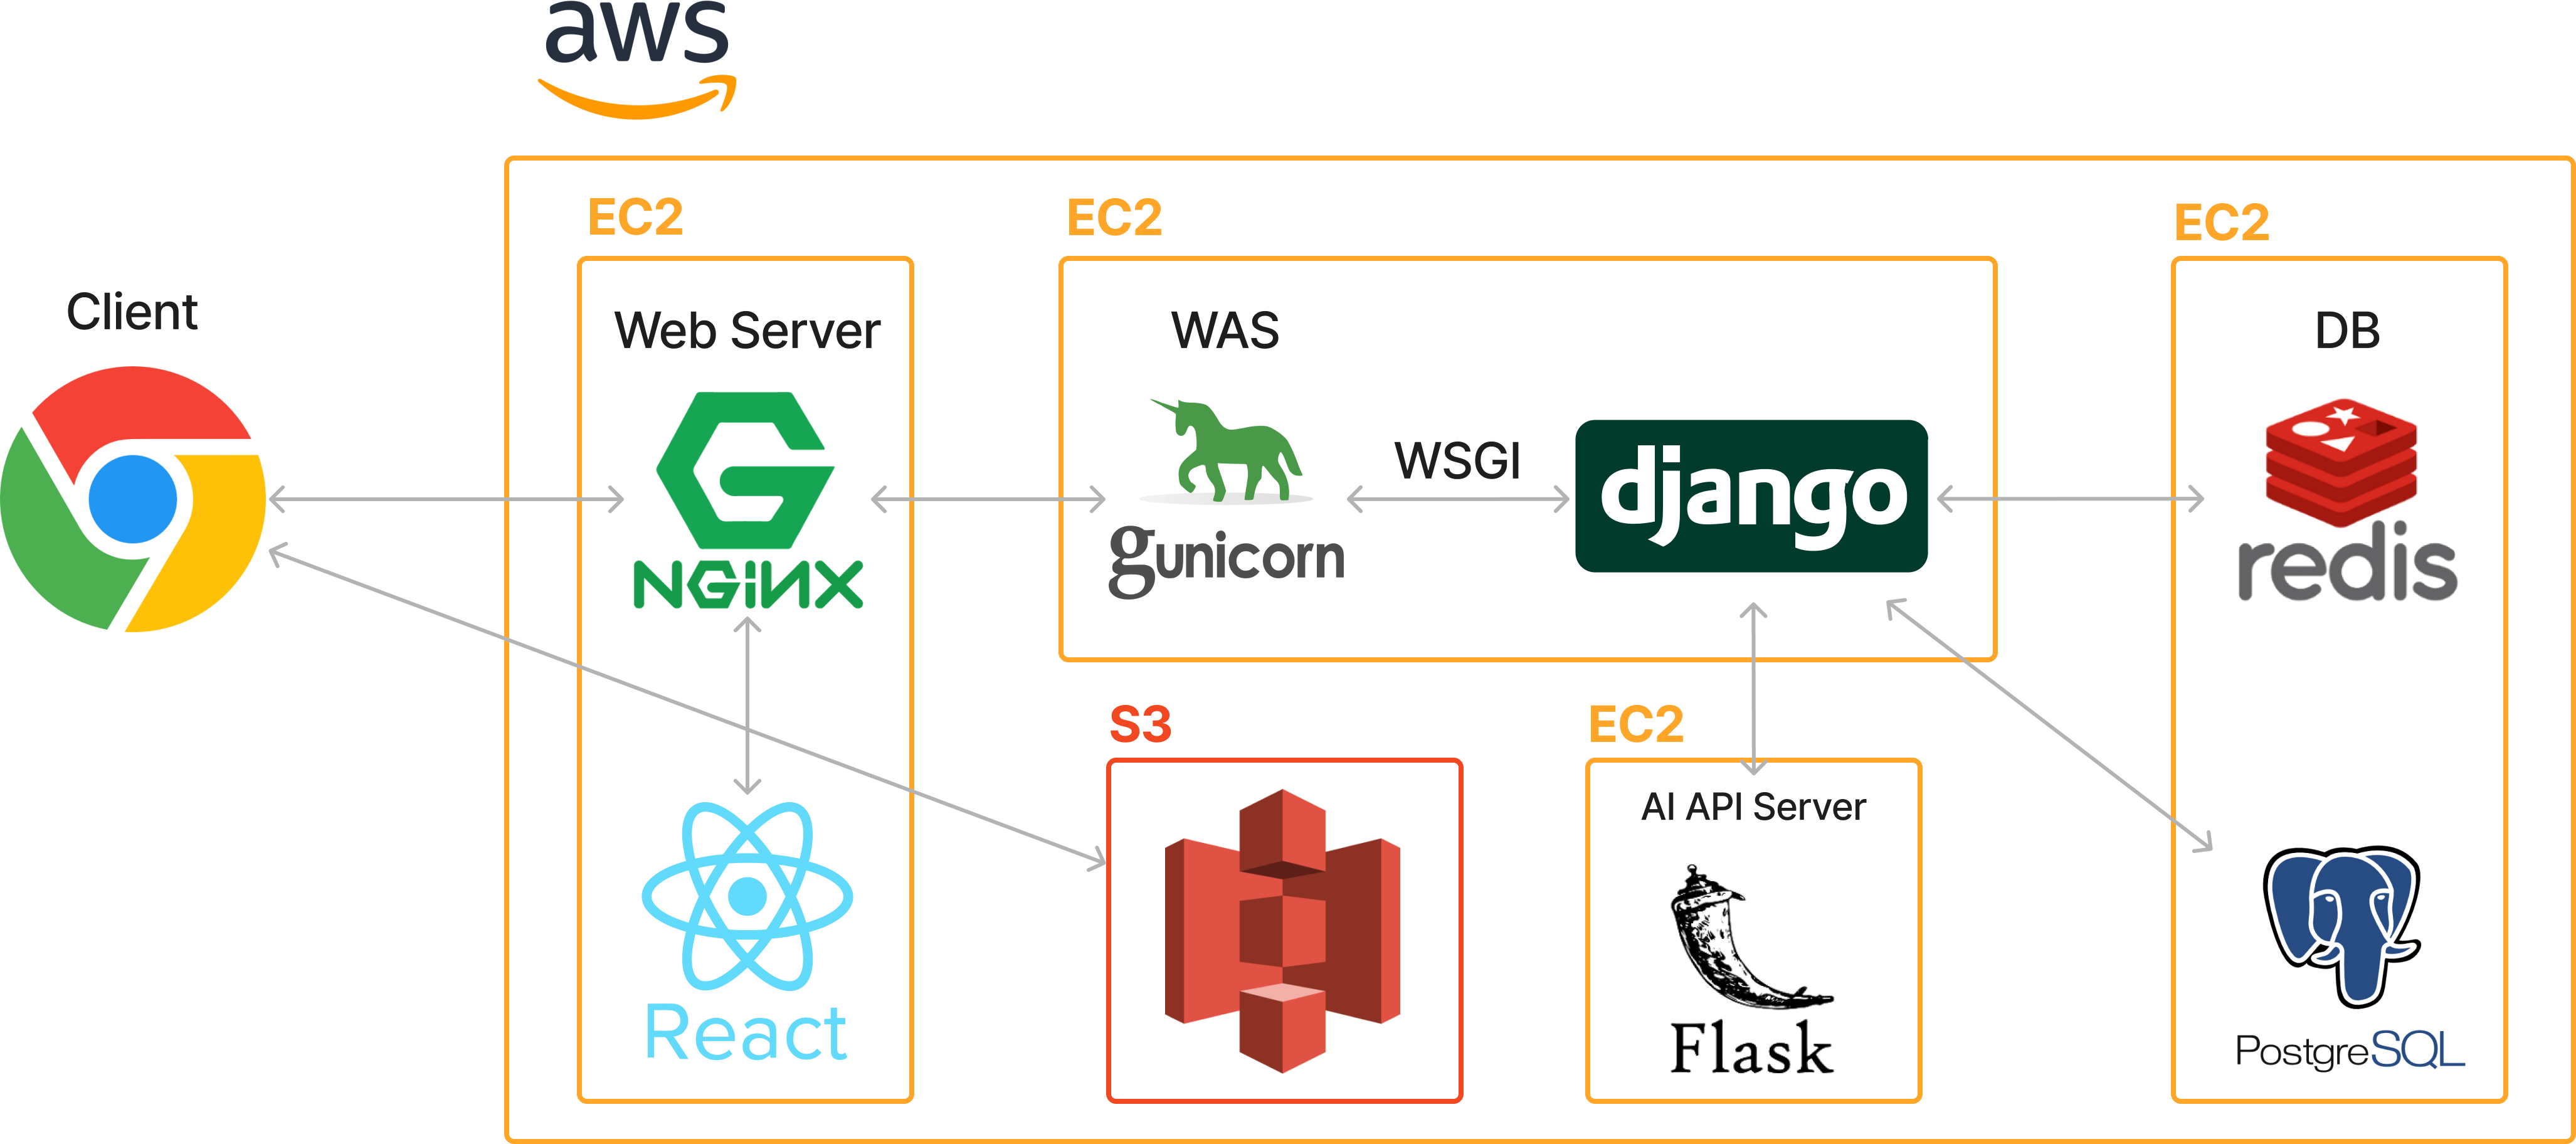 aws
EC2
EC2
EC2
Client
Web Server
WAS
DB
WSGI
django
NGiNX
gunicorn
redis
S3
EC2
AI API Server
React
Flask
PostgreSQL